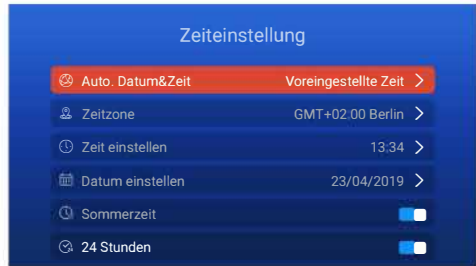 Zeiteinstellung
Auto. Datum&Zeit Voreingestellte Zeit
Zeitzone GMT+02:00 Berlin
Zeit einstellen 13:34
Datum einstellen 23/04/2019
Sommerzeit
24 Stunden